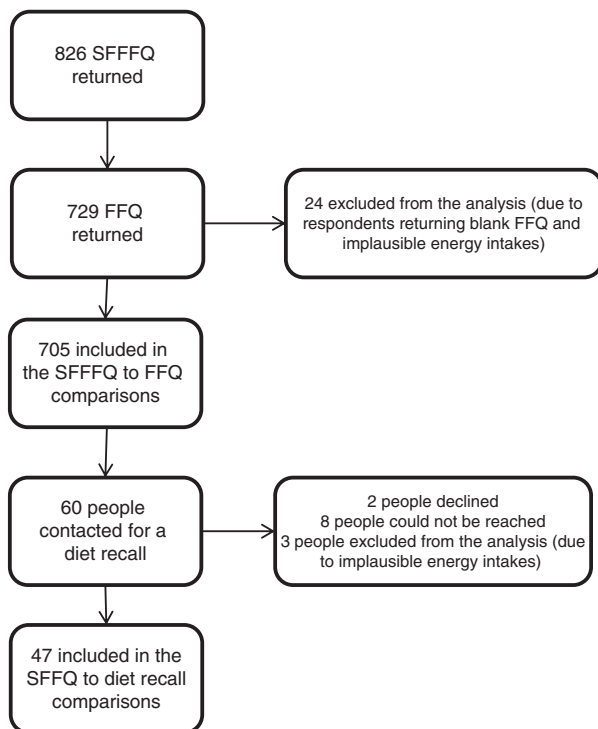 826 SFFFQ
returned
729 FFQ
returned
24 excluded from the analysis (due to
respondents returning blank FFQ and
implausible energy intakes)
705 included in
the SFFFQ to FFQ
comparisons
60 people
contacted for a
diet recall
2 people declined
8 people could not be reached
3 people excluded from the analysis (due
to implausible energy intakes)
47 included in the
SFFQ to diet recall
comparisons